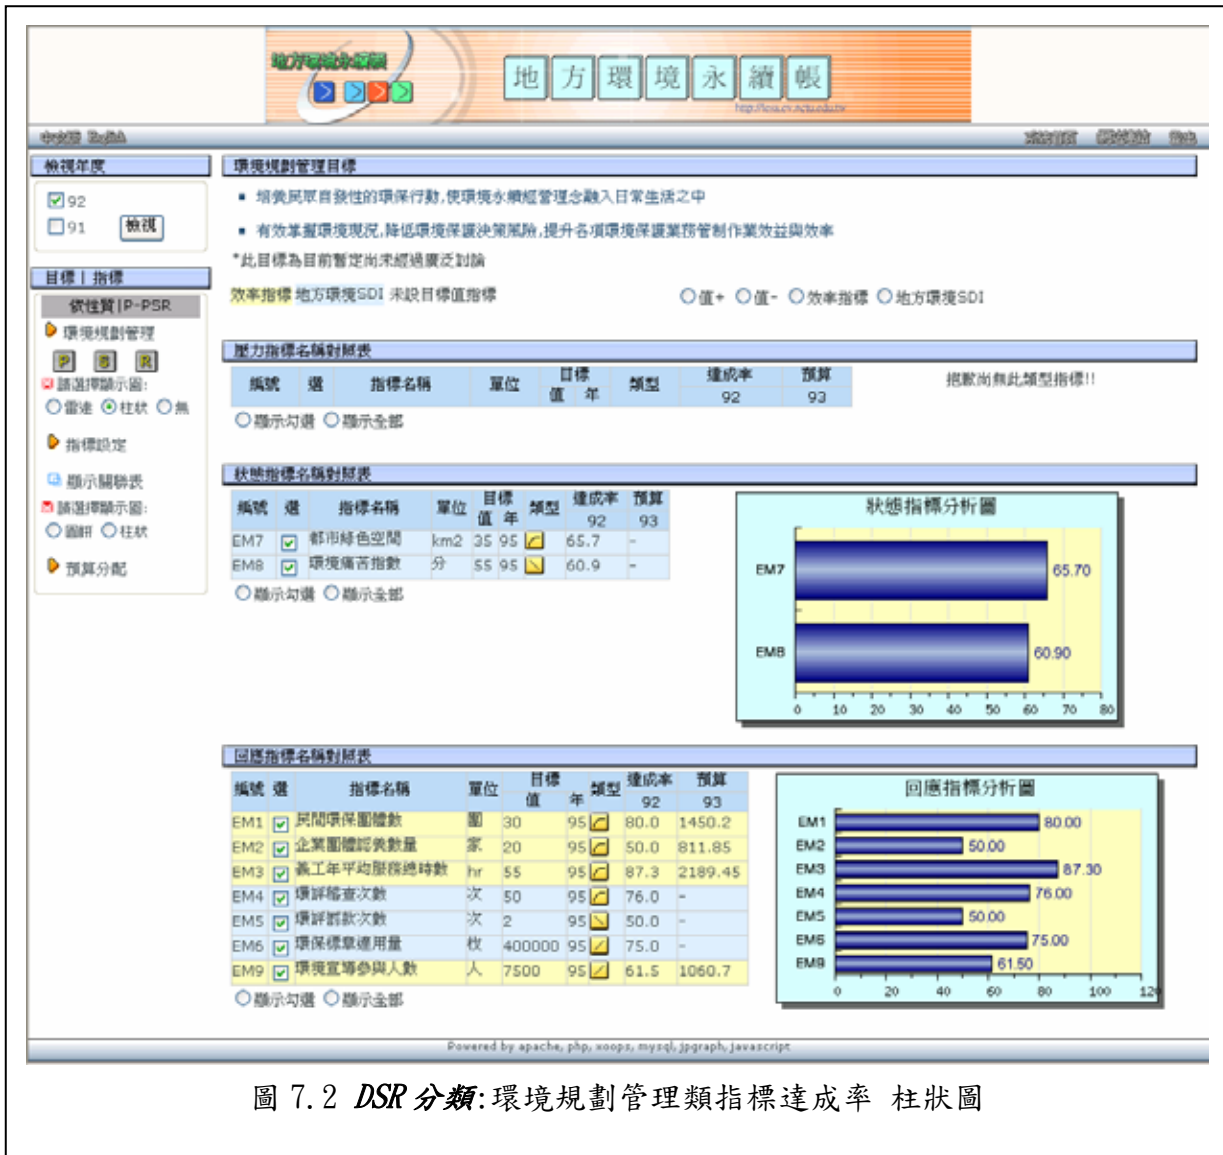 地方環境永續帳
地方環境永續帳
http://lesa.ev.nctu.edu.tw
中文版 English
檢視年度
92
91 檢視
目標 | 指標
依性質|P-PSR
環境規劃管理
P S R
請選擇顯示圖:
雷達 柱狀 無
指標設定
顯示關聯表
請選擇顯示圖:
圓餅 柱狀
預算分配
環境規劃管理目標
培養民眾自發性的環保行動,使環境永續經營理念融入日常生活之中
有效掌握環境現況,降低環境保護決策風險,提升各項環境保護業務管制作業效益與效率
*此目標為目前暫定尚未經過廣泛討論
效率指標 地方環境SDI 未設目標值指標
值+ 值- 效率指標 地方環境SDI
壓力指標名稱對照表
編號 選 指標名稱 單位 目標 類型 達成率 預算
值 年 92 93
抱歉尚無此類型指標!!
顯示勾選 顯示全部
狀態指標名稱對照表
編號 選 指標名稱 單位 目標 類型 達成率 預算
值 年 92 93
EM7 都市綠色空間 km2 35 95 65.7 -
EM8 環境痛苦指數 分 55 95 60.9 -
顯示勾選 顯示全部
狀態指標分析圖
EM7 65.70
EM8 60.90
0 10 20 30 40 50 60 70 80
回應指標名稱對照表
編號 選 指標名稱 單位 目標 類型 達成率 預算
值 年 92 93
EM1 民間環保團體數 團 30 95 80.0 1450.2
EM2 企業團體認養數量 家 20 95 50.0 811.85
EM3 義工年平均服務總時數 hr 55 95 87.3 2189.45
EM4 環評稽查次數 次 50 95 76.0 -
EM5 環評罰款次數 次 2 95 50.0 -
EM6 環保標章使用量 枚 400000 95 75.0 -
EM9 環境宣導參與人數 人 7500 95 61.5 1060.7
顯示勾選 顯示全部
回應指標分析圖
EM1 80.00
EM2 50.00
EM3 87.30
EM4 76.00
EM5 50.00
EM6 75.00
EM9 61.50
0 20 40 60 80 100 120
Powered by apache, php, xoops, mysql, jpgraph, javascript
圖 7.2 DSR 分類:環境規劃管理類指標達成率 柱狀圖